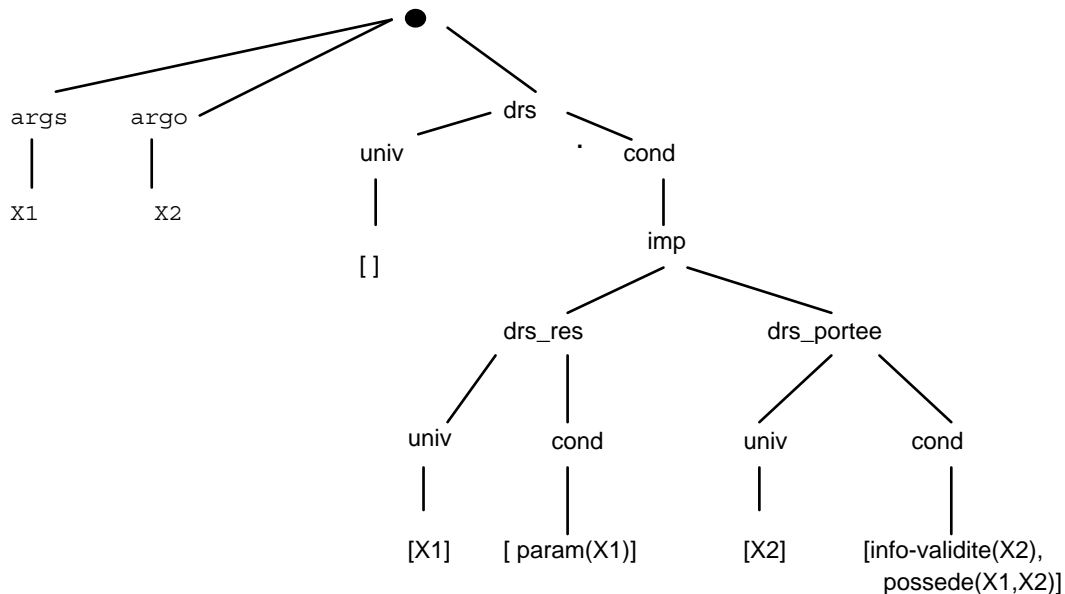 args argo drs
univ . cond
X1 X2
[ ] imp
drs_res drs_portee
univ cond univ cond
[X1] [ param(X1)] [X2] [info-validite(X2),
possede(X1,X2)]